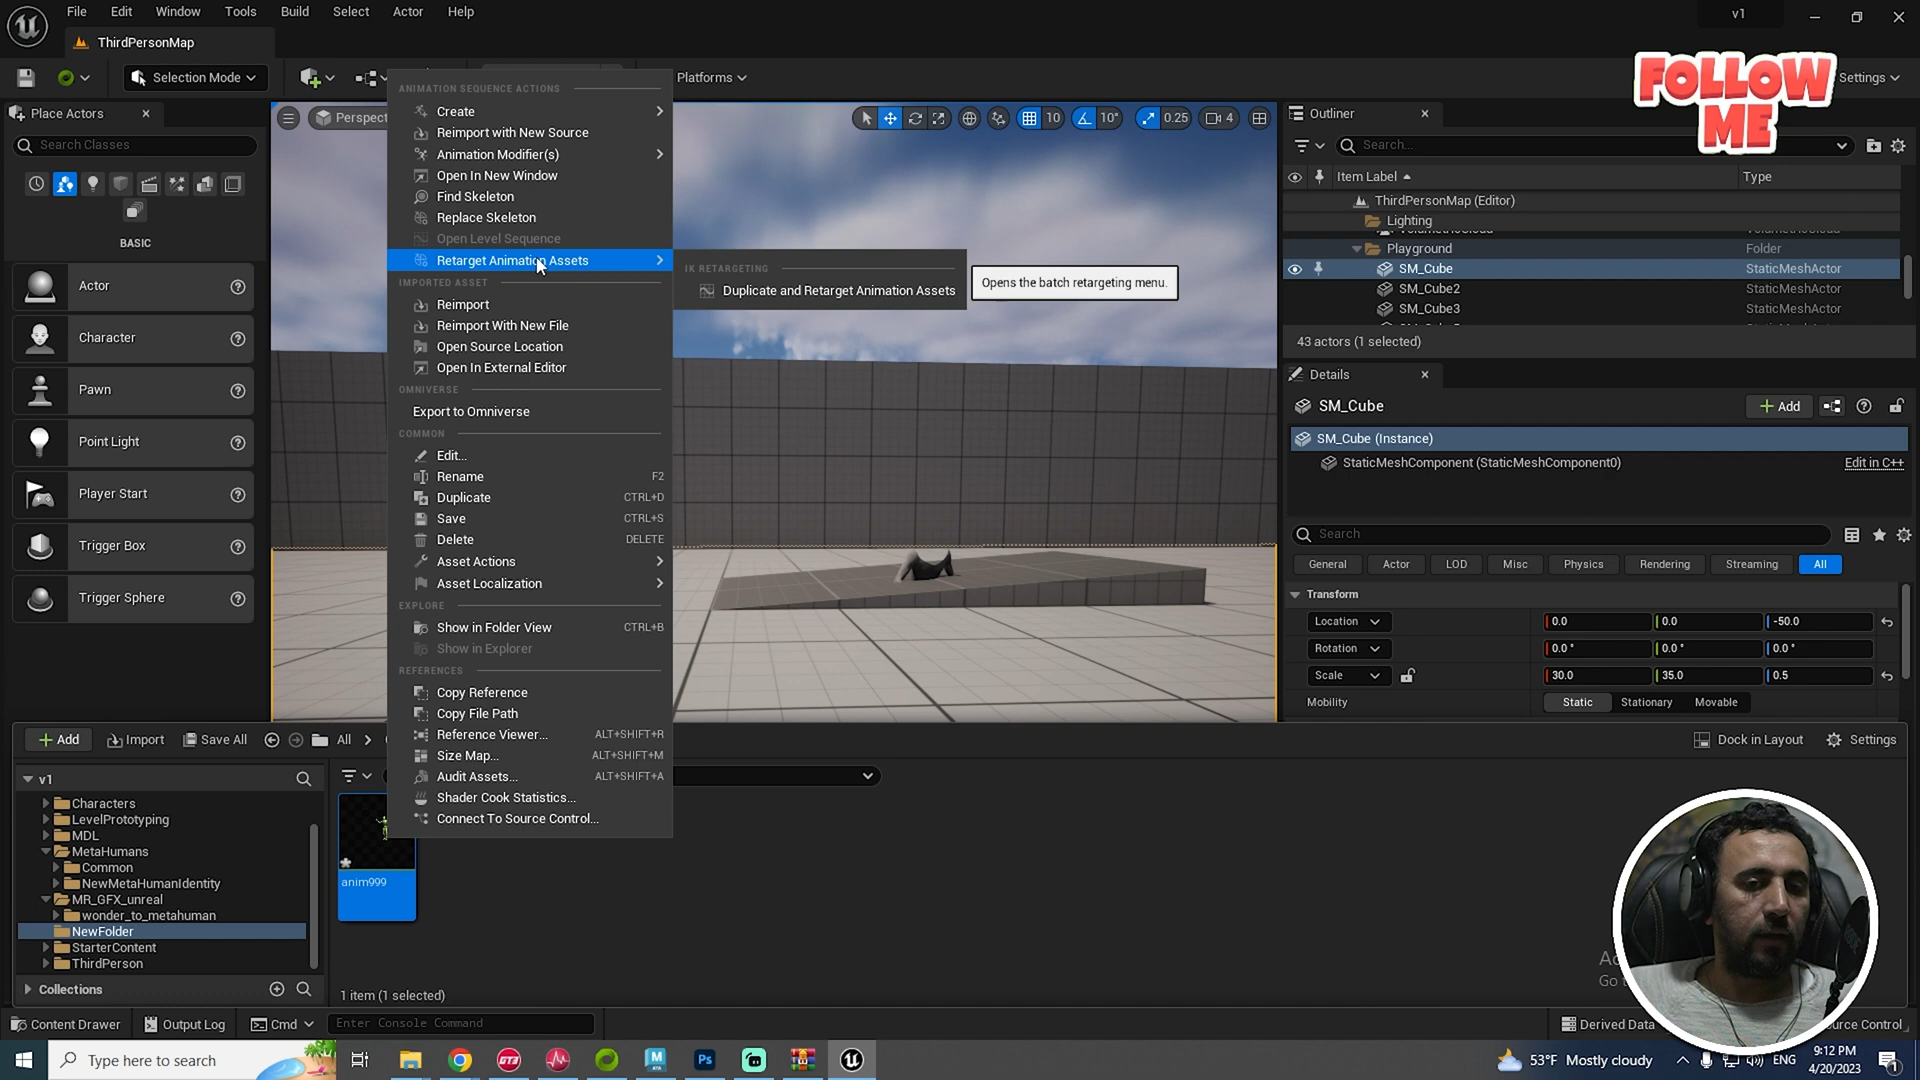 File Edit Window Tools Build Select Actor Help
v1
ThirdPersonMap
Selection Mode
Platforms
Settings
FOLLOW
ME
Place Actors
Search Classes
BASIC
Actor
Character
Pawn
Point Light
Player Start
Trigger Box
Trigger Sphere
10
10°
0.25
4
ANIMATION SEQUENCE ACTIONS
Create
Reimport with New Source
Animation Modifier(s)
Open In New Window
Find Skeleton
Replace Skeleton
Open Level Sequence
Retarget Animation Assets
IMPORTED ASSET
Reimport
Reimport With New File
Open Source Location
Open In External Editor
OMNIVERSE
Export to Omniverse
COMMON
Edit...
Rename F2
Duplicate CTRL+D
Save CTRL+S
Delete DELETE
Asset Actions
Asset Localization
EXPLORE
Show in Folder View CTRL+B
Show in Explorer
REFERENCES
Copy Reference
Copy File Path
Reference Viewer... ALT+SHIFT+R
Size Map... ALT+SHIFT+M
Audit Assets... ALT+SHIFT+A
Shader Cook Statistics...
Connect To Source Control...
IK RETARGETING
Duplicate and Retarget Animation Assets
Opens the batch retargeting menu.
Outliner
Search...
Item Label Type
ThirdPersonMap (Editor)
Lighting
Playground Folder
SM_Cube StaticMeshActor
SM_Cube2 StaticMeshActor
SM_Cube3 StaticMeshActor
43 actors (1 selected)
Details
SM_Cube
Add
SM_Cube (Instance)
StaticMeshComponent (StaticMeshComponent0) Edit in C++
Search
General Actor LOD Misc Physics Rendering Streaming All
Transform
Location 0.0 0.0 -50.0
Rotation 0.0 ° 0.0 ° 0.0 °
Scale 30.0 35.0 0.5
Mobility Static Stationary Movable
Add Import Save All All
Dock in Layout Settings
v1
Characters
LevelPrototyping
MDL
MetaHumans
Common
NewMetaHumanIdentity
MR_GFX_unreal
wonder_to_metahuman
NewFolder
StarterContent
ThirdPerson
Collections
anim999
1 item (1 selected)
Content Drawer Output Log Cmd Enter Console Command
Derived Data
Type here to search
53°F Mostly cloudy
ENG
9:12 PM
4/20/2023